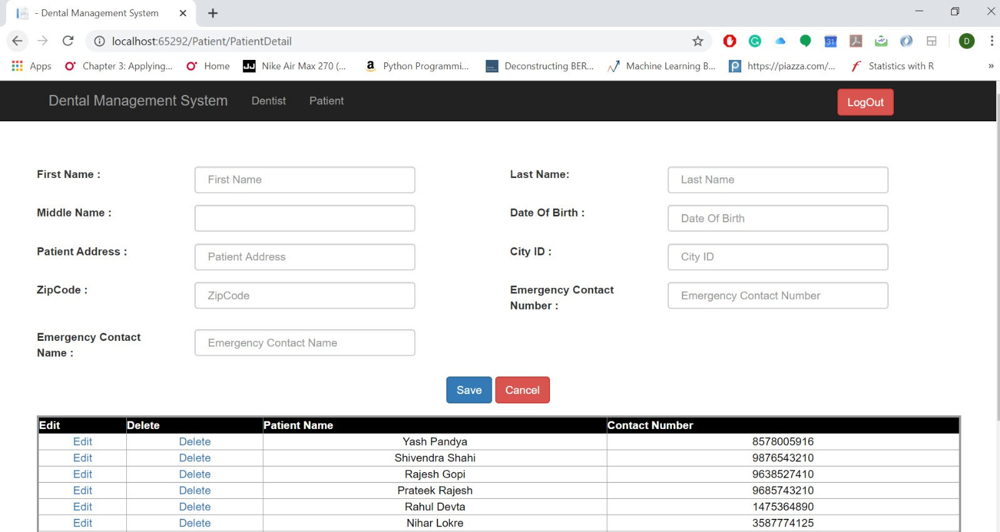 - Dental Management System
localhost:65292/Patient/PatientDetail
31
D
Apps
Chapter 3: Applying...
Home
JJ
Nike Air Max 270 (...
a
Python Programmi...
Deconstructing BER...
Machine Learning B...
https://piazza.com/...
Statistics with R
»
Dental Management System
Dentist
Patient
LogOut
First Name :
First Name
Last Name:
Last Name
Middle Name :
Date Of Birth :
Date Of Birth
Patient Address :
Patient Address
City ID :
City ID
ZipCode :
ZipCode
Emergency Contact
Number :
Emergency Contact Number
Emergency Contact
Name :
Emergency Contact Name
Save
Cancel
Edit Delete Patient Name Contact Number
Edit Delete Yash Pandya 8578005916
Edit Delete Shivendra Shahi 9876543210
Edit Delete Rajesh Gopi 9638527410
Edit Delete Prateek Rajesh 9685743210
Edit Delete Rahul Devta 1475364890
Edit Delete Nihar Lokre 3587774125